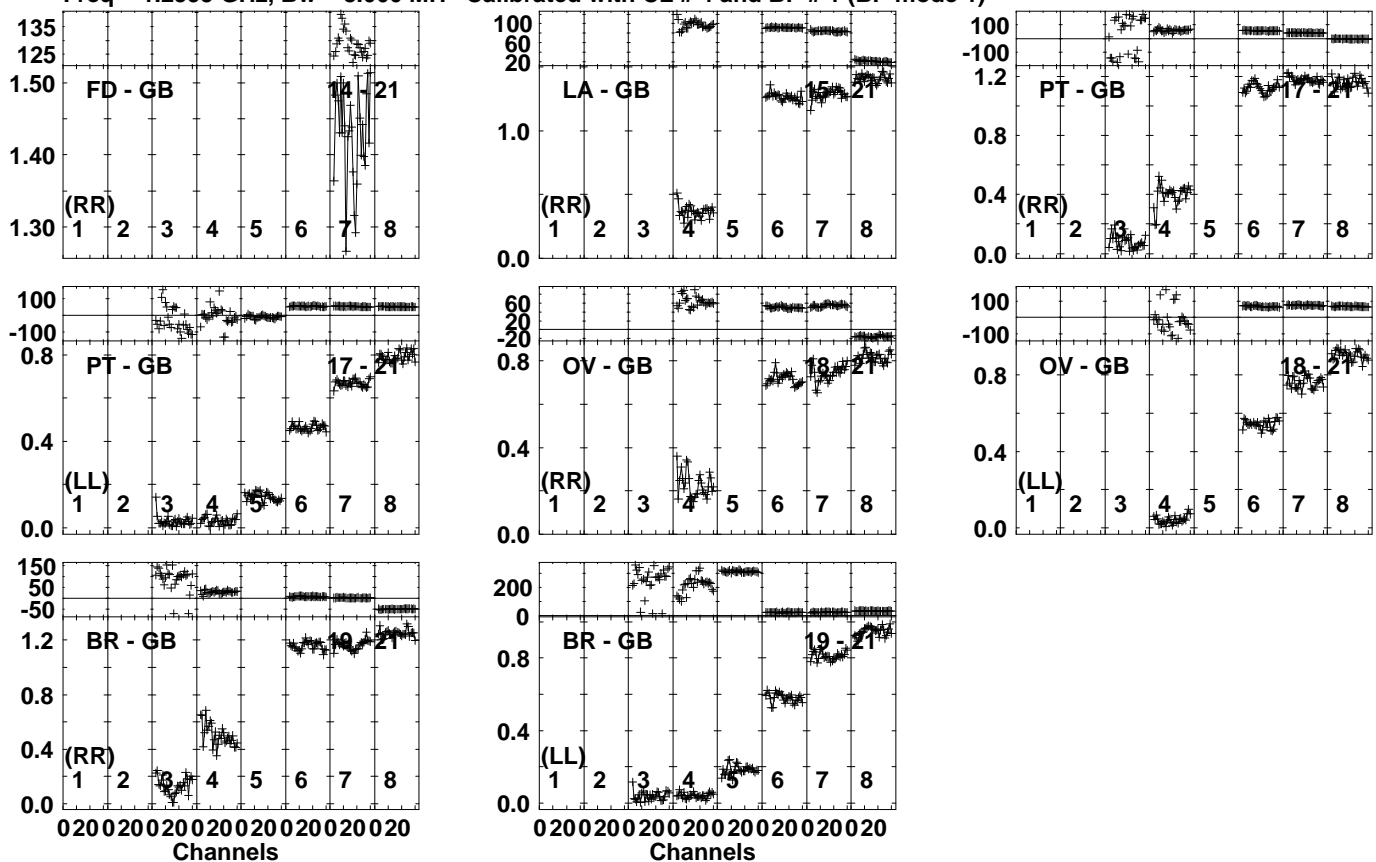 135
125
FD - GB 14 - 21
1.50
1.40
1.30
(RR)
1 2 3 4 5 6 7 8
100
60
20
LA - GB 15 - 21
1.0
0.0
(RR)
1 2 3 4 5 6 7 8
100
-100
PT - GB 17 - 21
1.2
0.8
0.4
0.0
(RR)
1 2 3 4 5 6 7 8
100
-100
PT - GB 17 - 21
0.8
0.4
0.0
(LL)
1 2 3 4 5 6 7 8
60
20
-20
OV - GB 18 - 21
0.8
0.4
0.0
(RR)
1 2 3 4 5 6 7 8
100
-100
OV - GB 18 - 21
0.8
0.4
0.0
(LL)
1 2 3 4 5 6 7 8
150
50
-50
BR - GB 19 - 21
1.2
0.8
0.4
0.0
(RR)
1 2 3 4 5 6 7 8
200
0
BR - GB 19 - 21
0.8
0.4
0.0
(LL)
1 2 3 4 5 6 7 8
0 20 0 20 0 20 0 20 0 20 0 20 0 20 0 20
Channels
0 20 0 20 0 20 0 20 0 20 0 20 0 20 0 20
Channels